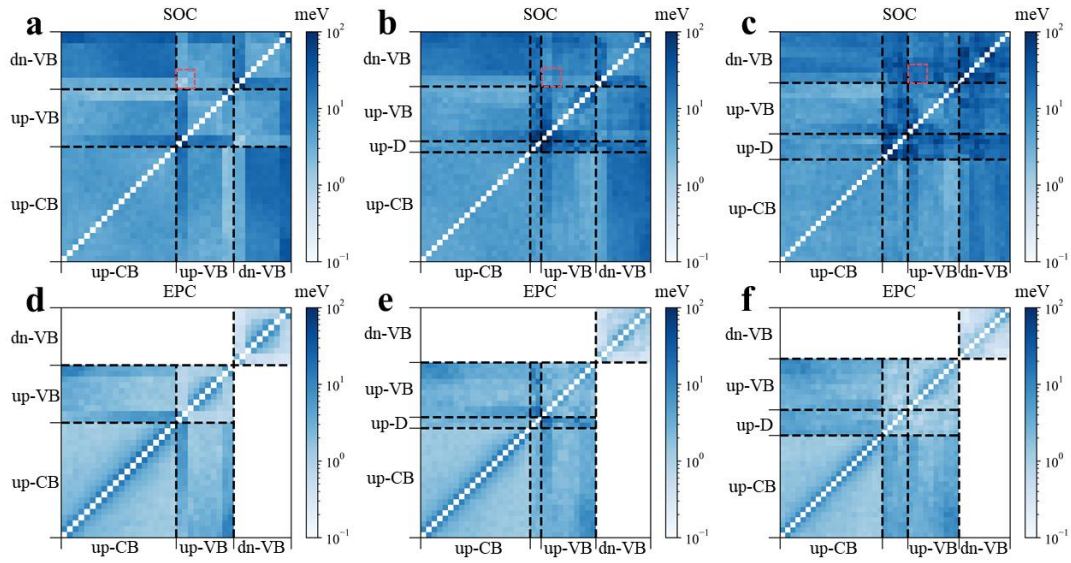 a
SOC
meV
dn-VB
up-VB
up-CB
up-CB
up-VB
dn-VB
10²
10¹
10⁰
10⁻¹
b
SOC
meV
dn-VB
up-VB
up-D
up-CB
up-CB
up-VB
dn-VB
10²
10¹
10⁰
10⁻¹
c
SOC
meV
dn-VB
up-VB
up-D
up-CB
up-CB
up-VB
dn-VB
10²
10¹
10⁰
10⁻¹
d
EPC
meV
dn-VB
up-VB
up-CB
up-CB
up-VB
dn-VB
10²
10¹
10⁰
10⁻¹
e
EPC
meV
dn-VB
up-VB
up-D
up-CB
up-CB
up-VB
dn-VB
10²
10¹
10⁰
10⁻¹
f
EPC
meV
dn-VB
up-VB
up-D
up-CB
up-CB
up-VB
dn-VB
10²
10¹
10⁰
10⁻¹